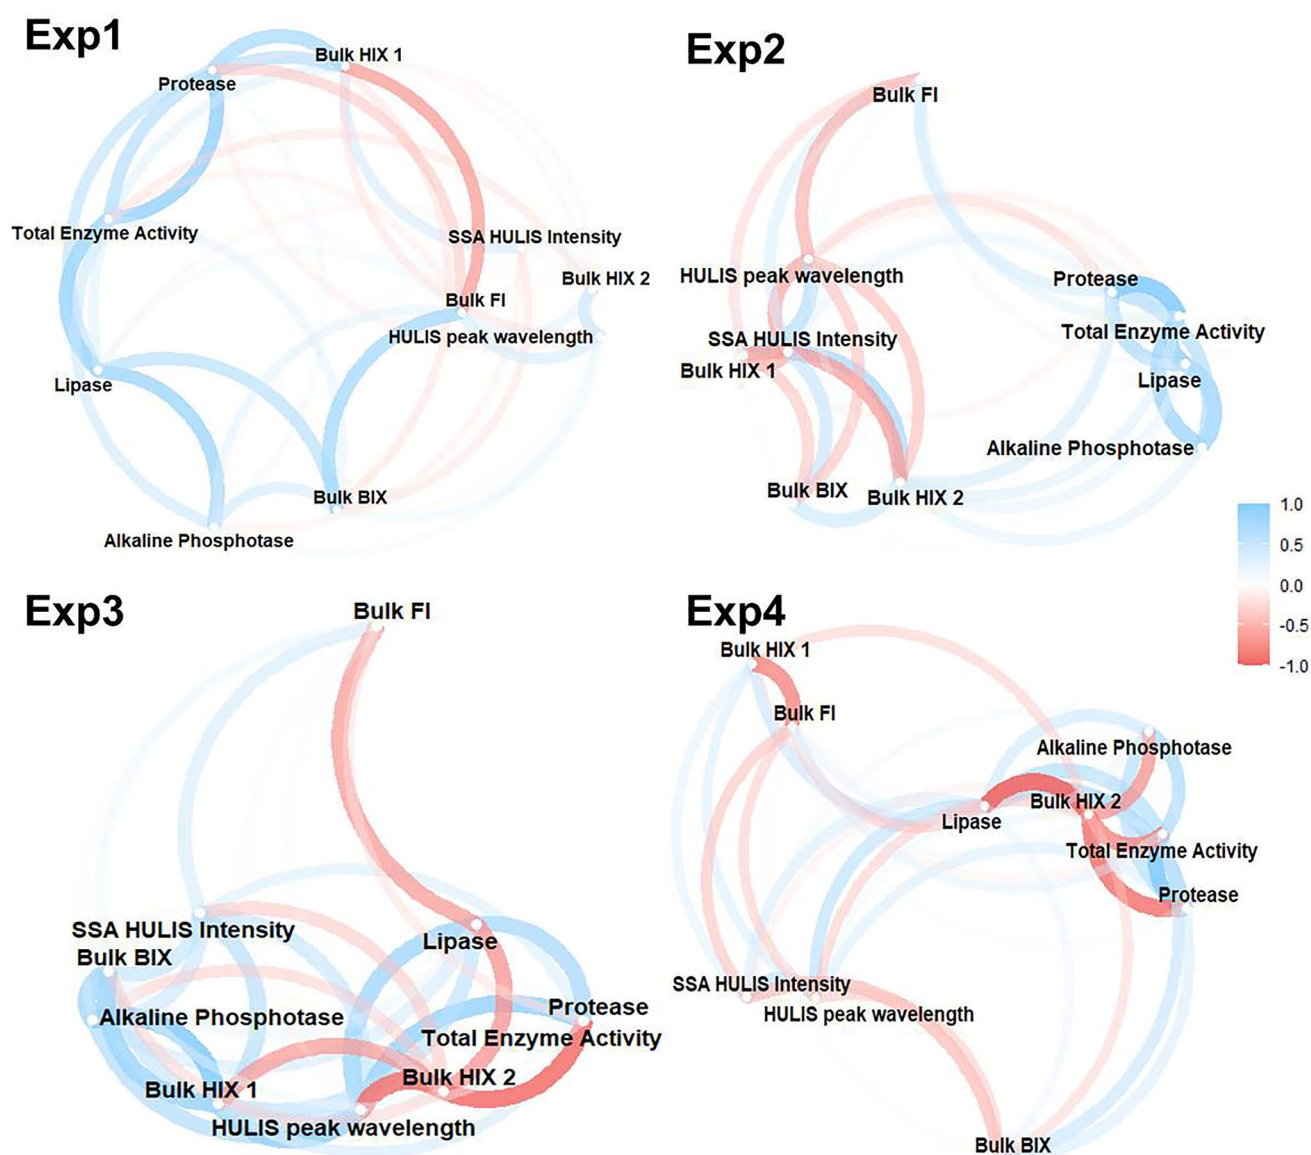 Exp1
Bulk HIX 1
Protease
Total Enzyme Activity
SSA HULIS Intensity
Bulk HIX 2
Bulk FI
HULIS peak wavelength
Lipase
Bulk BIX
Alkaline Phosphotase
Exp2
Bulk FI
HULIS peak wavelength
Protease
SSA HULIS Intensity
Total Enzyme Activity
Bulk HIX 1
Lipase
Alkaline Phosphotase
Bulk BIX
Bulk HIX 2
1.0
0.5
0.0
-0.5
-1.0
Exp3
Bulk FI
SSA HULIS Intensity
Lipase
Bulk BIX
Alkaline Phosphotase
Protease
Total Enzyme Activity
Bulk HIX 2
Bulk HIX 1
HULIS peak wavelength
Exp4
Bulk HIX 1
Bulk FI
Alkaline Phosphotase
Bulk HIX 2
Lipase
Total Enzyme Activity
Protease
SSA HULIS Intensity
HULIS peak wavelength
Bulk BIX